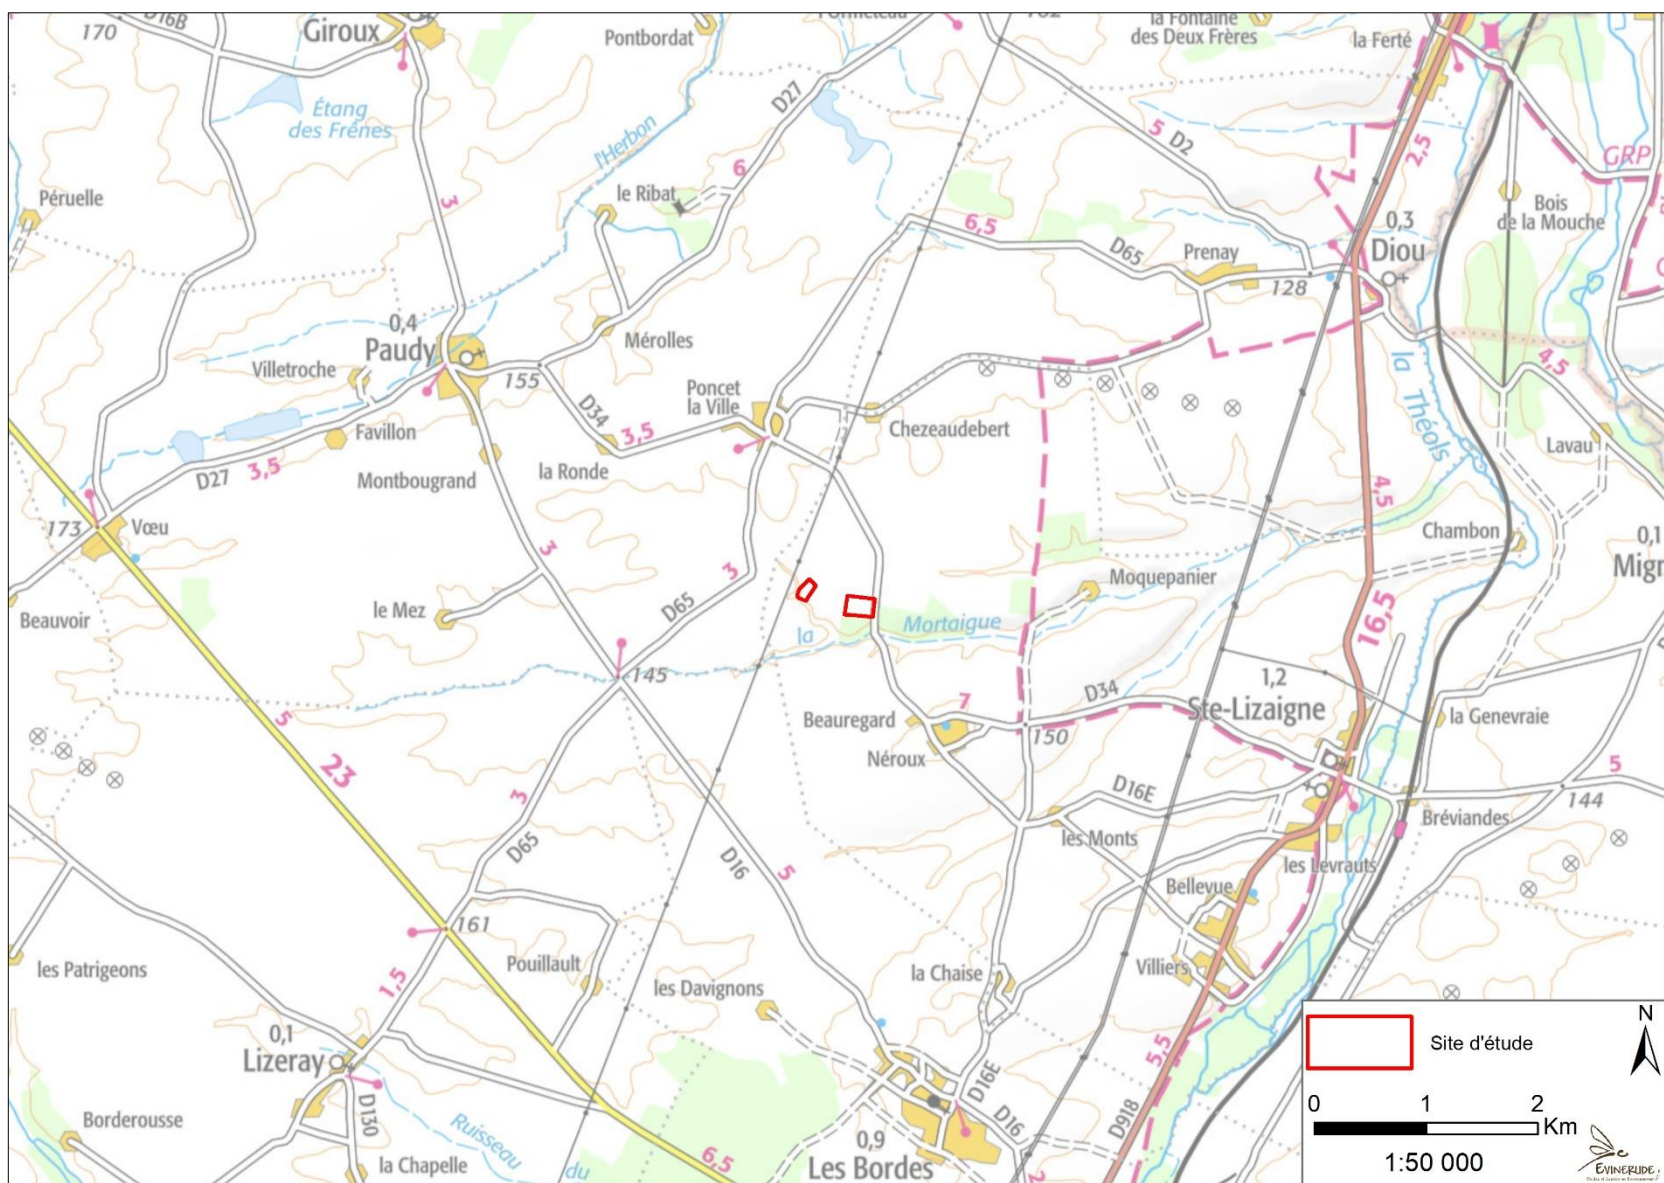 D16B
170
Giroux
Pontbordat
la Fontaine
des Deux Frères
la Ferté
Étang
des Frênes
D27
l'Herbon
5
D2
2,5
GRP
Péruelle
3
le Ribat
6
Bois
de la Mouche
6,5
D65
Prenay
0,3
Diou
128
0,4
Paudy
Mérolles
Villetroche
155
Poncet
la Ville
D34
3,5
Chezeaudebert
la Théols
4,5
Favillon
la Ronde
Lavau
D27
3,5
Montbougrand
4,5
173
Vœu
3
Chambon
0,1
Migr
Moquepanier
Beauvoir
le Mez
D65
3
la
Mortaigue
16,5
145
5
23
Beauregard
7
D34
150
1,2
Ste-Lizaigne
la Genevraie
Néroux
5
3
D65
D16
5
D16E
les Monts
144
Bréviandes
les Levrauts
Bellevue
161
les Patrigeons
1,5
Pouillault
les Davignons
la Chaise
Villiers
0,1
Lizeray
D16E
5,5
D918
Borderousse
D130
Ruisseau
du
la Chapelle
6,5
0,9
Les Bordes
D16
2
Site d'étude
N
0
1
2
Km
1:50 000
EVINERUDE